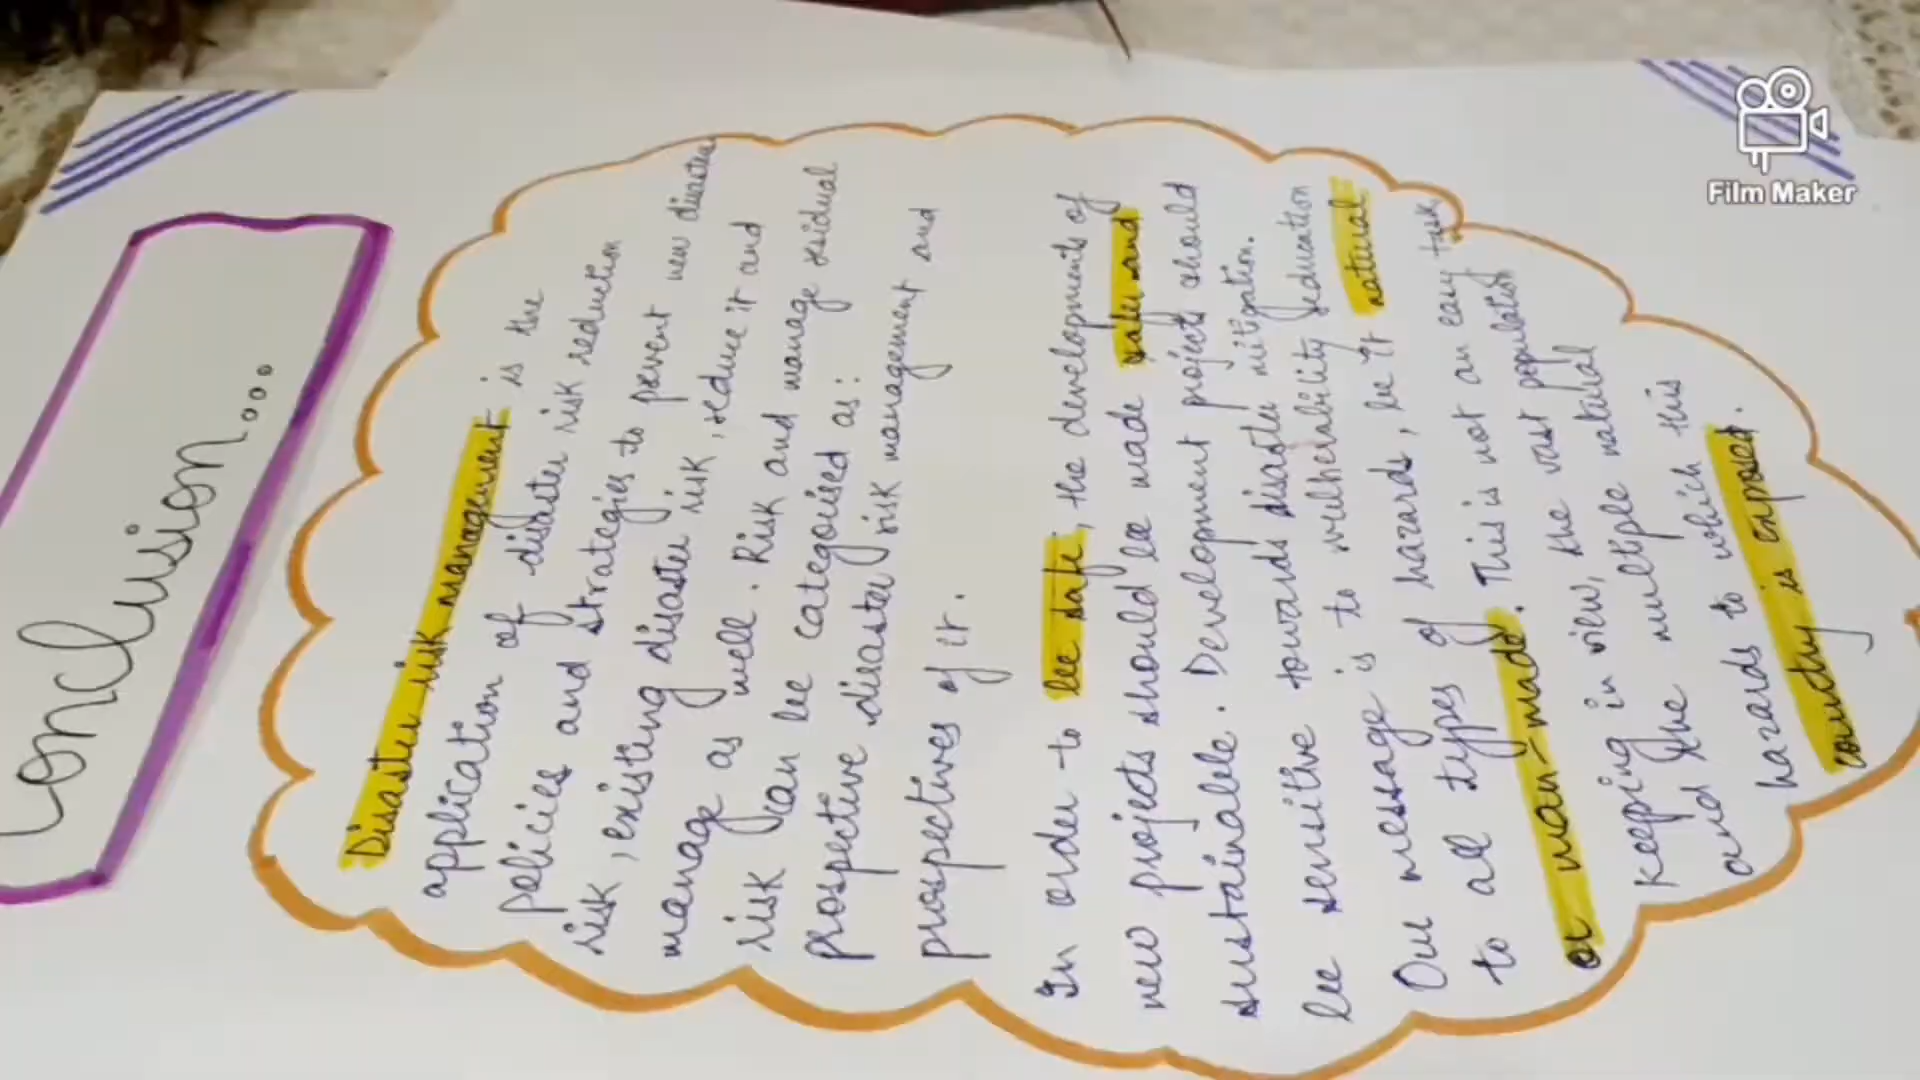 Conclusion...
Disaster risk management is the
application of disaster risk reduction
policies and strategies to prevent new disaster
risk, existing disaster risk, reduce it and
manage as well. Risk and manage residual
risk can be categorised as:
prospective disaster risk management and
prospectives of it.
In order to be safe, the developments of
new projects should be made safer and
sustainable. Development projects should
be sensitive towards disaster mitigation.
Our message is to vulnerability reduction
to all types of hazards, be it natural
or man-made. This is not an easy task,
keeping in view, the vast population
and the multiple natural
hazards to which this
country is exposed.
Film Maker